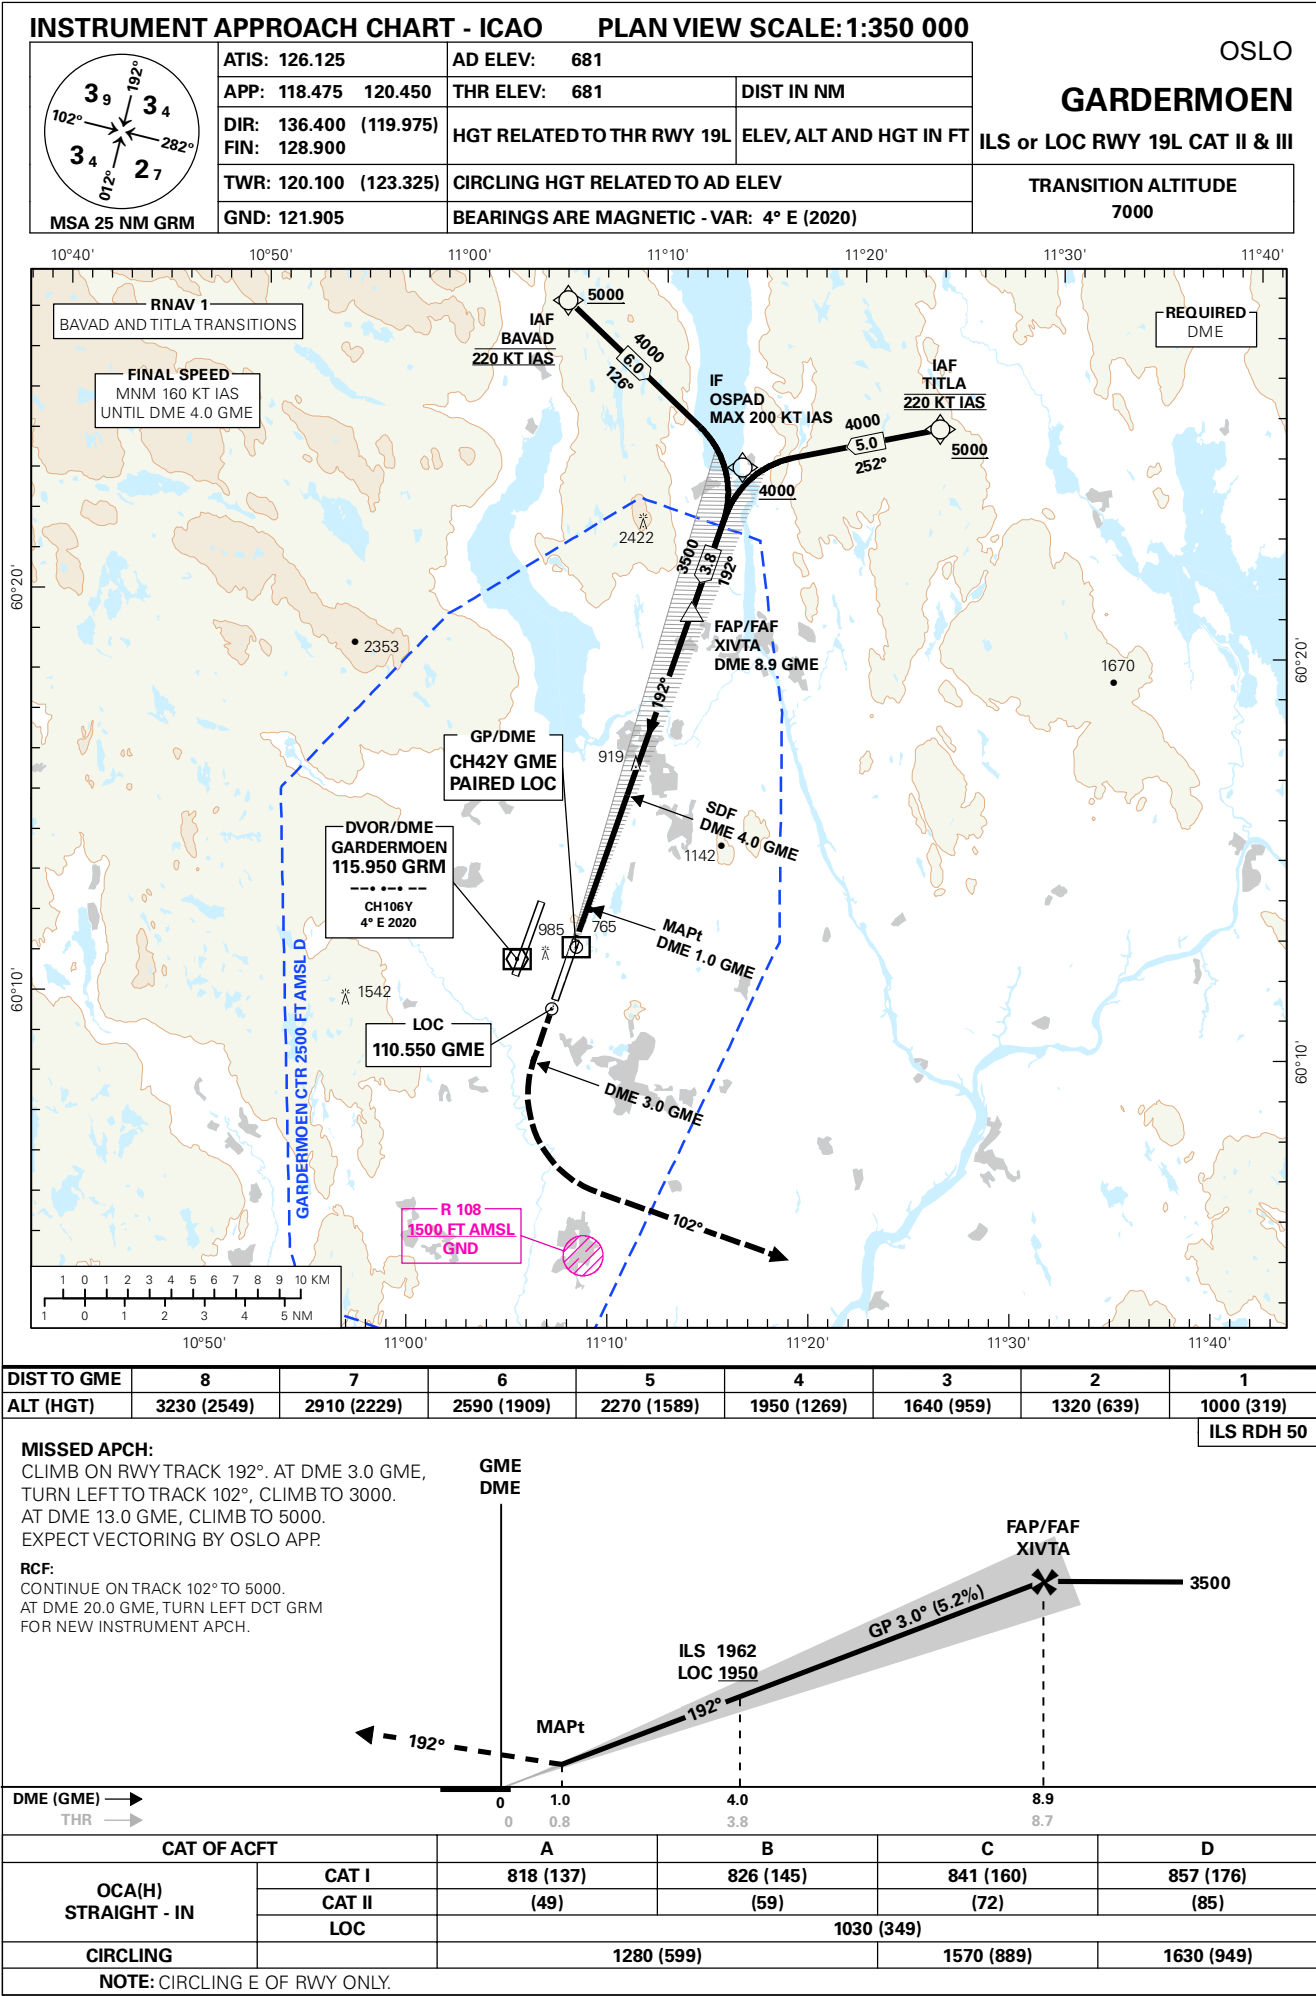 INSTRUMENT APPROACH CHART - ICAO PLAN VIEW SCALE: 1:350 000
OSLO
GARDERMOEN
ILS or LOC RWY 19L CAT II & III
TRANSITION ALTITUDE
7000
39
192°
34
102°
282°
34
012°
27
MSA 25 NM GRM
ATIS: 126.125
AD ELEV: 681
APP: 118.475 120.450
THR ELEV: 681
DIST IN NM
DIR: 136.400 (119.975)
FIN: 128.900
HGT RELATED TO THR RWY 19L
ELEV, ALT AND HGT IN FT
TWR: 120.100 (123.325)
CIRCLING HGT RELATED TO AD ELEV
GND: 121.905
BEARINGS ARE MAGNETIC - VAR: 4° E (2020)
10°40'
10°50'
11°00'
11°10'
11°20'
11°30'
11°40'
RNAV 1
BAVAD AND TITLA TRANSITIONS
FINAL SPEED
MNM 160 KT IAS
UNTIL DME 4.0 GME
REQUIRED
DME
5000
IAF
BAVAD
220 KT IAS
4000
6.0
126°
IF
OSPAD
MAX 200 KT IAS
IAF
TITLA
220 KT IAS
4000
5.0
252°
5000
4000
2422
3500
3.8
192°
60°20'
FAP/FAF
XIVTA
DME 8.9 GME
2353
1670
60°20'
192°
GP/DME
CH42Y GME
PAIRED LOC
919
SDF
DME 4.0 GME
1142
DVOR/DME
GARDERMOEN
115.950 GRM
CH106Y
4° E 2020
985
765
MAPt
DME 1.0 GME
60°10'
1542
GARDERMOEN CTR 2500 FT AMSL D
LOC
110.550 GME
60°10'
DME 3.0 GME
R 108
1500 FT AMSL
GND
102°
1 0 1 2 3 4 5 6 7 8 9 10 KM
1 0 1 2 3 4 5 NM
10°50'
11°00'
11°10'
11°20'
11°30'
11°40'
DIST TO GME 8 7 6 5 4 3 2 1
ALT (HGT) 3230 (2549) 2910 (2229) 2590 (1909) 2270 (1589) 1950 (1269) 1640 (959) 1320 (639) 1000 (319)
ILS RDH 50
MISSED APCH:
CLIMB ON RWY TRACK 192°. AT DME 3.0 GME,
TURN LEFT TO TRACK 102°, CLIMB TO 3000.
AT DME 13.0 GME, CLIMB TO 5000.
EXPECT VECTORING BY OSLO APP.
RCF:
CONTINUE ON TRACK 102° TO 5000.
AT DME 20.0 GME, TURN LEFT DCT GRM
FOR NEW INSTRUMENT APCH.
GME
DME
FAP/FAF
XIVTA
3500
GP 3.0° (5.2%)
ILS 1962
LOC 1950
192°
MAPt
192°
DME (GME) 0 1.0 4.0 8.9
THR 0 0.8 3.8 8.7
CAT OF ACFT A B C D
OCA(H)
STRAIGHT - IN
CAT I 818 (137) 826 (145) 841 (160) 857 (176)
CAT II (49) (59) (72) (85)
LOC 1030 (349)
CIRCLING 1280 (599) 1570 (889) 1630 (949)
NOTE: CIRCLING E OF RWY ONLY.